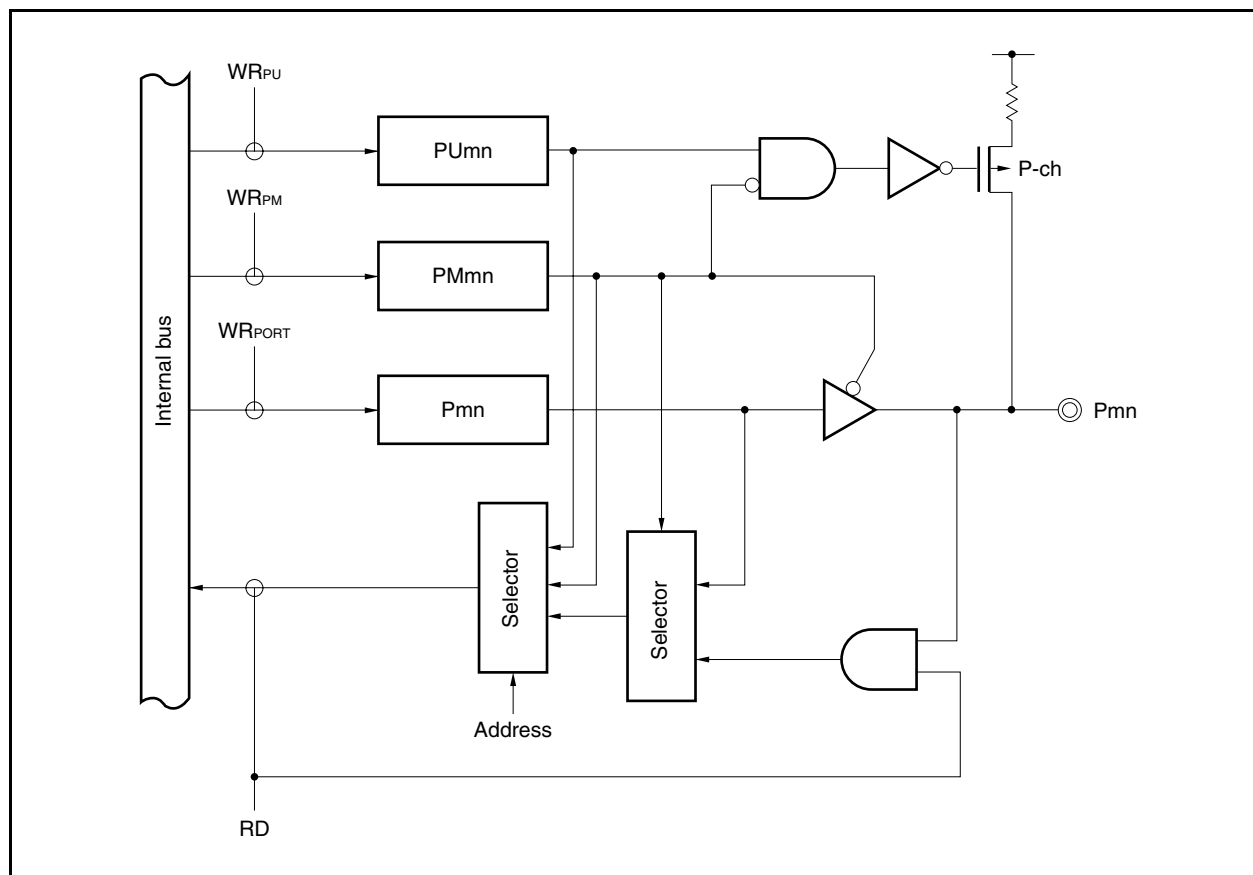 WRPU
PUmn
P-ch
WRPM
PMmn
WRPORT
Internal bus
Pmn
Pmn
Selector
Selector
Address
RD